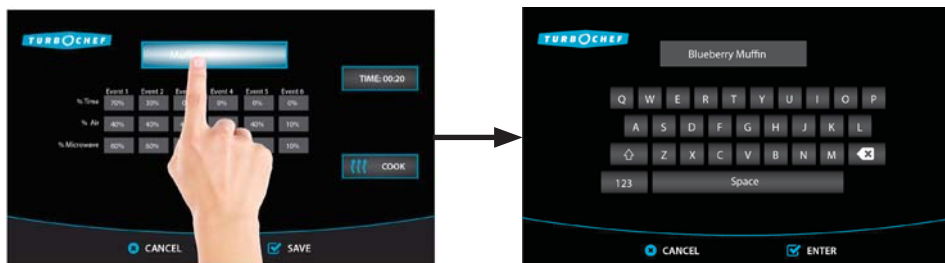 TURBOCHEF
TIME: 00:20
Event 1 Event 2 Event 4 Event 5 Event 6
% Time 70% 30% 0% 0% 0%
% Air 40% 40% 40% 10%
% Microwave 60% 60% 10%
COOK
CANCEL SAVE
TURBOCHEF
Blueberry Muffin
Q W E R T Y U I O P
A S D F G H J K L
Z X C V B N M
123 Space
CANCEL ENTER